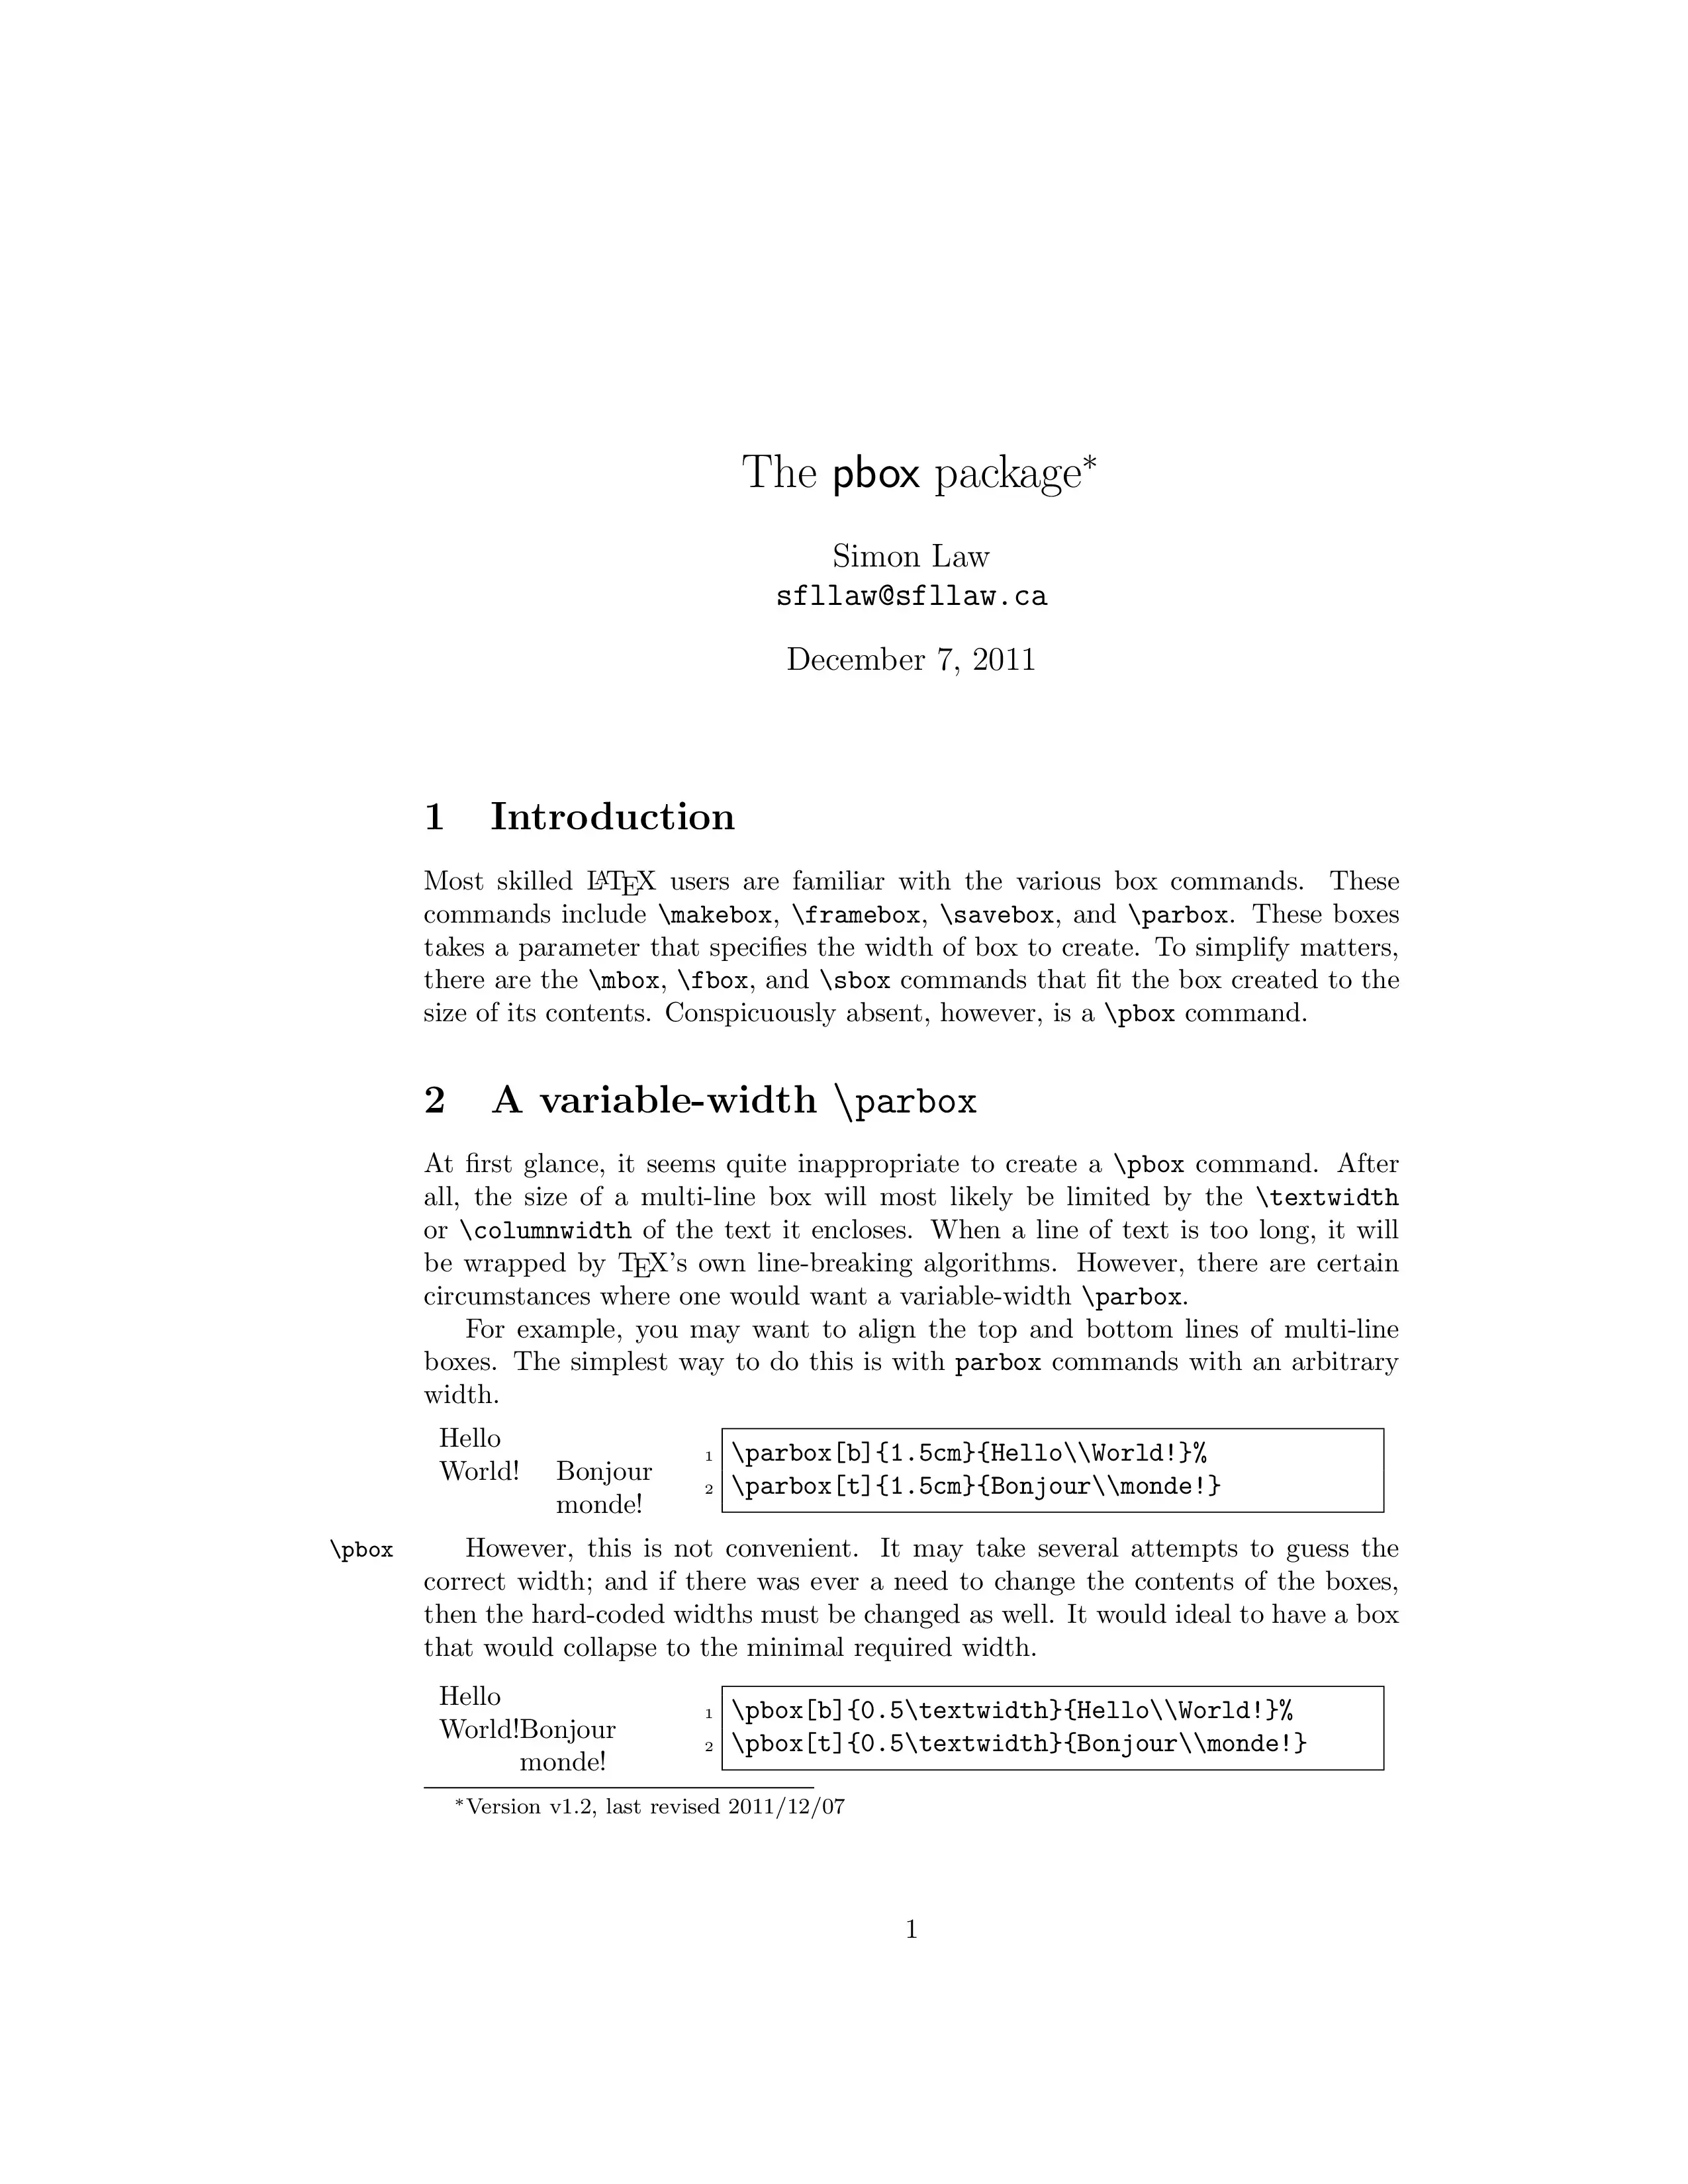 The pbox package*
Simon Law
sfllaw@sfllaw.ca
December 7, 2011
1 Introduction
Most skilled LATEX users are familiar with the various box commands. These
commands include \makebox, \framebox, \savebox, and \parbox. These boxes
takes a parameter that specifies the width of box to create. To simplify matters,
there are the \mbox, \fbox, and \sbox commands that fit the box created to the
size of its contents. Conspicuously absent, however, is a \pbox command.
2 A variable-width \parbox
At first glance, it seems quite inappropriate to create a \pbox command. After
all, the size of a multi-line box will most likely be limited by the \textwidth
or \columnwidth of the text it encloses. When a line of text is too long, it will
be wrapped by TEX's own line-breaking algorithms. However, there are certain
circumstances where one would want a variable-width \parbox.
For example, you may want to align the top and bottom lines of multi-line
boxes. The simplest way to do this is with parbox commands with an arbitrary
width.
Hello
World! Bonjour
monde!
1 \parbox[b]{1.5cm}{Hello\\World!}%
2 \parbox[t]{1.5cm}{Bonjour\\monde!}
\pbox However, this is not convenient. It may take several attempts to guess the
correct width; and if there was ever a need to change the contents of the boxes,
then the hard-coded widths must be changed as well. It would ideal to have a box
that would collapse to the minimal required width.
Hello
World!Bonjour
monde!
1 \pbox[b]{0.5\textwidth}{Hello\\World!}%
2 \pbox[t]{0.5\textwidth}{Bonjour\\monde!}
*Version v1.2, last revised 2011/12/07
1